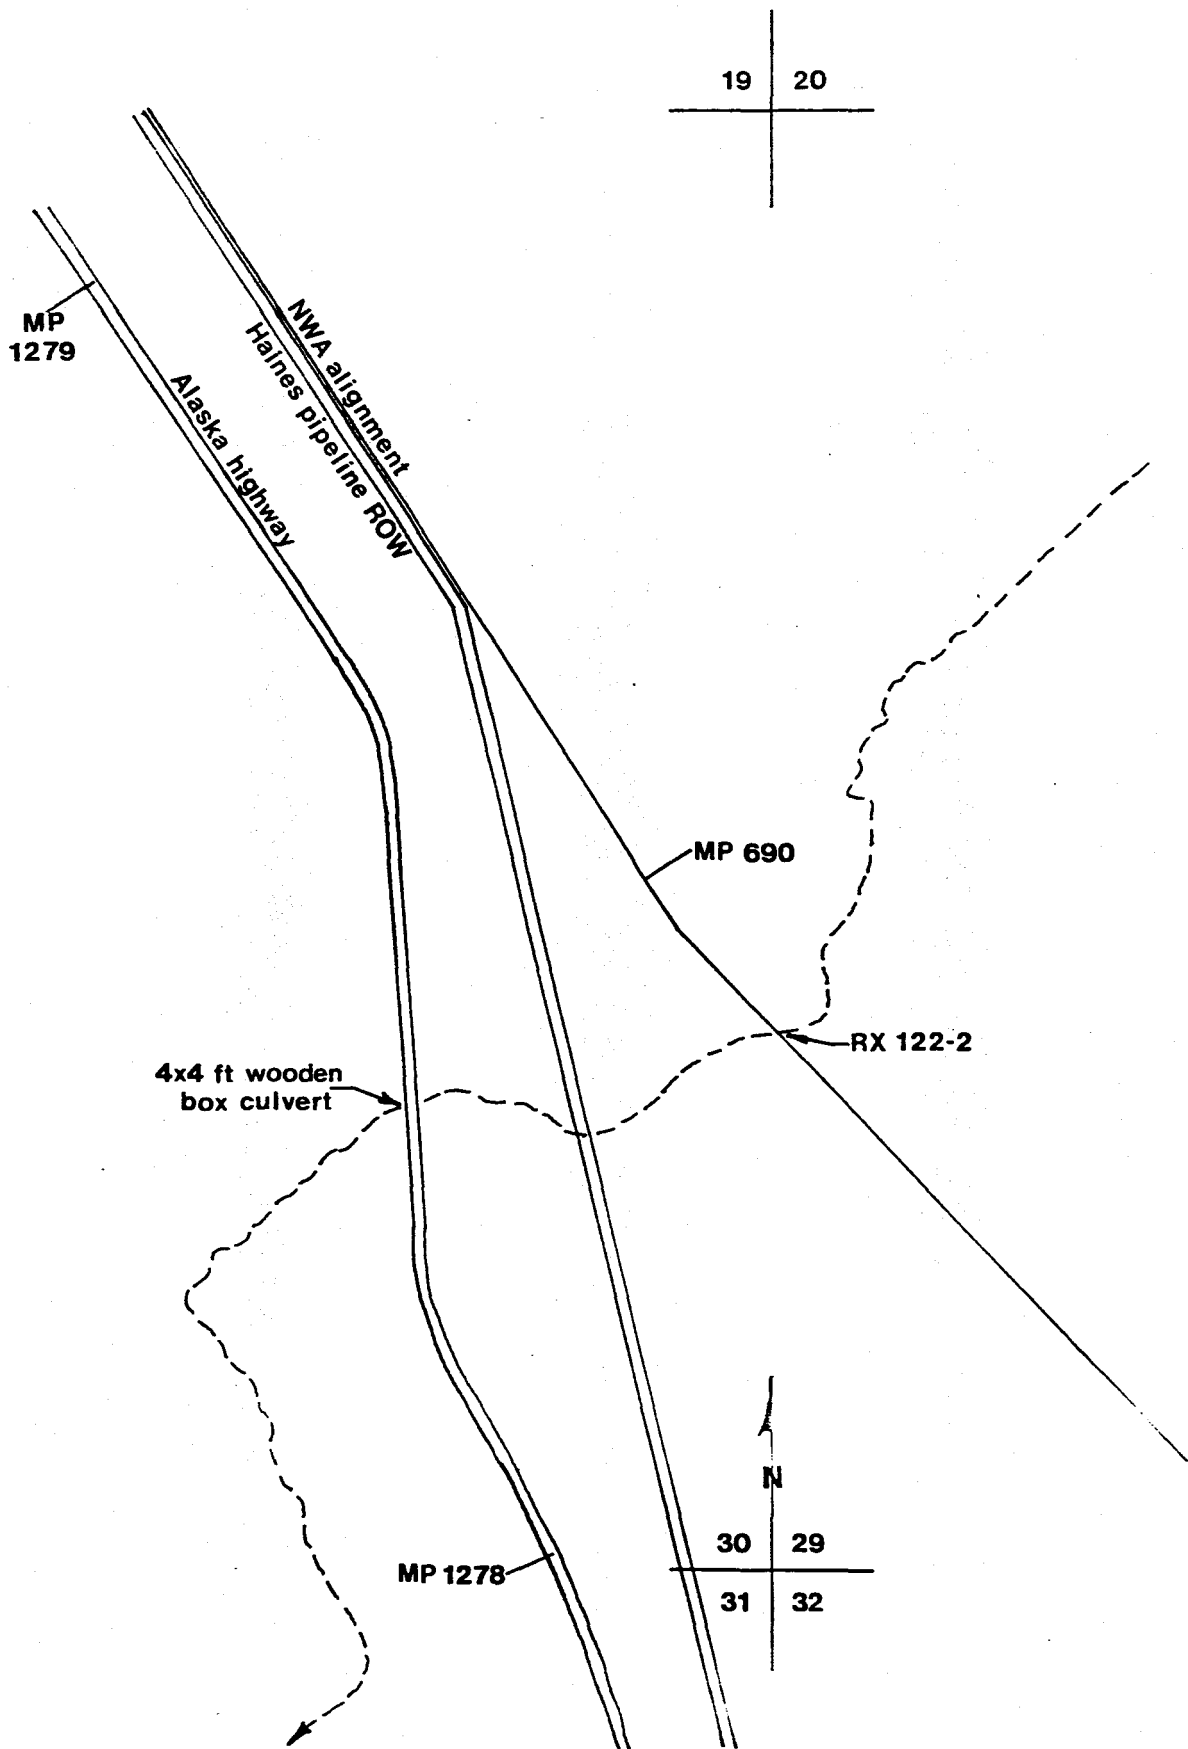 19 20
MP
1279
NWA alignment
Haines pipeline ROW
Alaska highway
MP 690
RX 122-2
4x4 ft wooden
box culvert
N
30 29
MP 1278
31 32